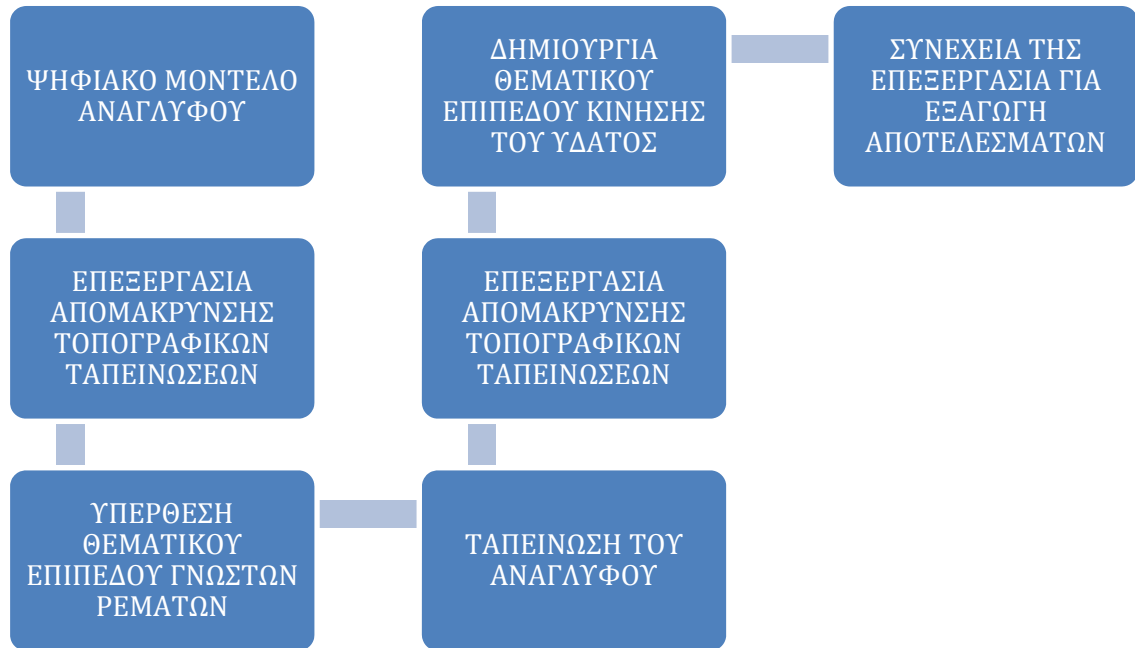 ΨΗΦΙΑΚΟ ΜΟΝΤΕΛΟ
ΑΝΑΓΛΥΦΟΥ
ΕΠΕΞΕΡΓΑΣΙΑ
ΑΠΟΜΑΚΡΥΝΣΗΣ
ΤΟΠΟΓΡΑΦΙΚΩΝ
ΤΑΠΕΙΝΩΣΕΩΝ
ΥΠΕΡΘΕΣΗ
ΘΕΜΑΤΙΚΟΥ
ΕΠΙΠΕΔΟΥ ΓΝΩΣΤΩΝ
ΡΕΜΑΤΩΝ
ΤΑΠΕΙΝΩΣΗ ΤΟΥ
ΑΝΑΓΛΥΦΟΥ
ΕΠΕΞΕΡΓΑΣΙΑ
ΑΠΟΜΑΚΡΥΝΣΗΣ
ΤΟΠΟΓΡΑΦΙΚΩΝ
ΤΑΠΕΙΝΩΣΕΩΝ
ΔΗΜΙΟΥΡΓΙΑ
ΘΕΜΑΤΙΚΟΥ
ΕΠΙΠΕΔΟΥ ΚΙΝΗΣΗΣ
ΤΟΥ ΥΔΑΤΟΣ
ΣΥΝΕΧΕΙΑ ΤΗΣ
ΕΠΕΞΕΡΓΑΣΙΑ ΓΙΑ
ΕΞΑΓΩΓΗ
ΑΠΟΤΕΛΕΣΜΑΤΩΝ